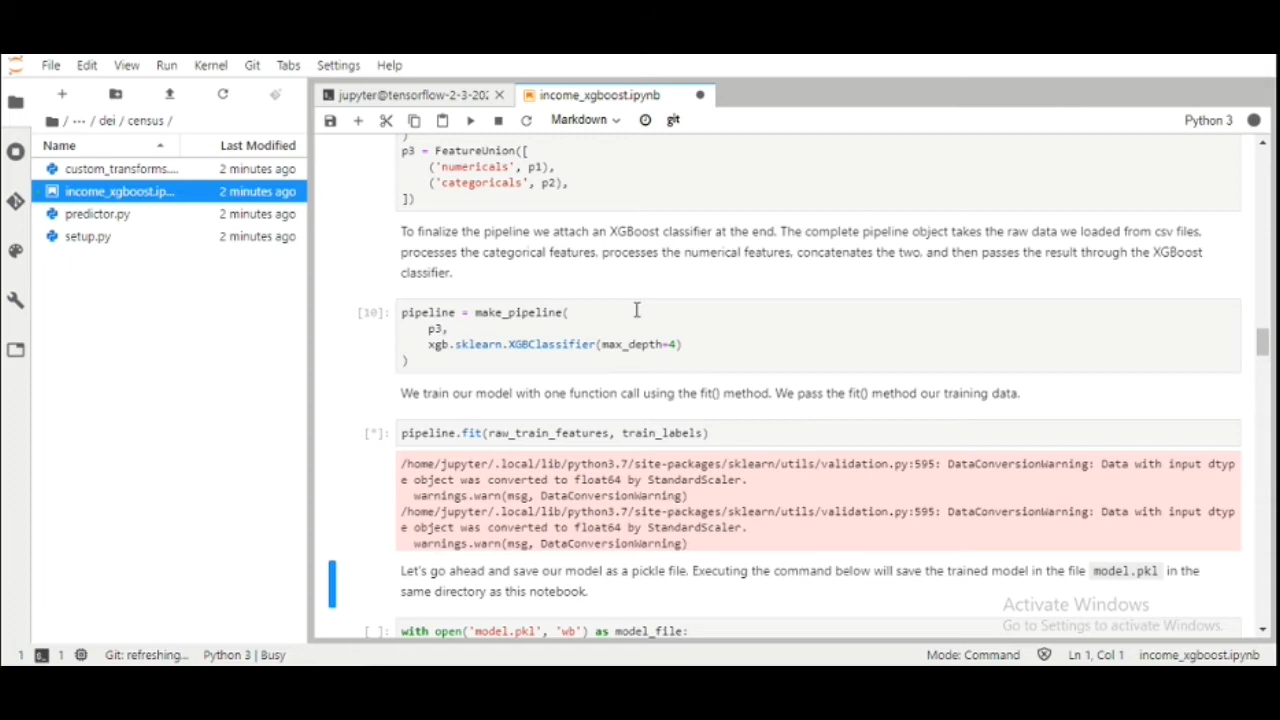 File Edit View Run Kernel Git Tabs Settings Help
jupyter@tensorflow-2-3-202
income_xgboost.ipynb
Markdown
git
Python 3
/ ··· / dei / census /
Name
Last Modified
custom_transforms....
2 minutes ago
income_xgboost.ip...
2 minutes ago
predictor.py
2 minutes ago
setup.py
2 minutes ago
)
p3 = FeatureUnion([
('numericals', p1),
('categoricals', p2),
])
To finalize the pipeline we attach an XGBoost classifier at the end. The complete pipeline object takes the raw data we loaded from csv files,
processes the categorical features, processes the numerical features, concatenates the two, and then passes the result through the XGBoost
classifier.
[10]:
pipeline = make_pipeline(
p3,
xgb.sklearn.XGBClassifier(max_depth=4)
)
We train our model with one function call using the fit() method. We pass the fit() method our training data.
[*]:
pipeline.fit(raw_train_features, train_labels)
/home/jupyter/.local/lib/python3.7/site-packages/sklearn/utils/validation.py:595: DataConversionWarning: Data with input dtyp
e object was converted to float64 by StandardScaler.
warnings.warn(msg, DataConversionWarning)
/home/jupyter/.local/lib/python3.7/site-packages/sklearn/utils/validation.py:595: DataConversionWarning: Data with input dtyp
e object was converted to float64 by StandardScaler.
warnings.warn(msg, DataConversionWarning)
Let's go ahead and save our model as a pickle file. Executing the command below will save the trained model in the file model.pkl in the
same directory as this notebook.
Activate Windows
Go to Settings to activate Windows.
[ ]:
with open('model.pkl', 'wb') as model_file:
1 1 Git: refreshing... Python 3 | Busy
Mode: Command
Ln 1, Col 1
income_xgboost.ipynb